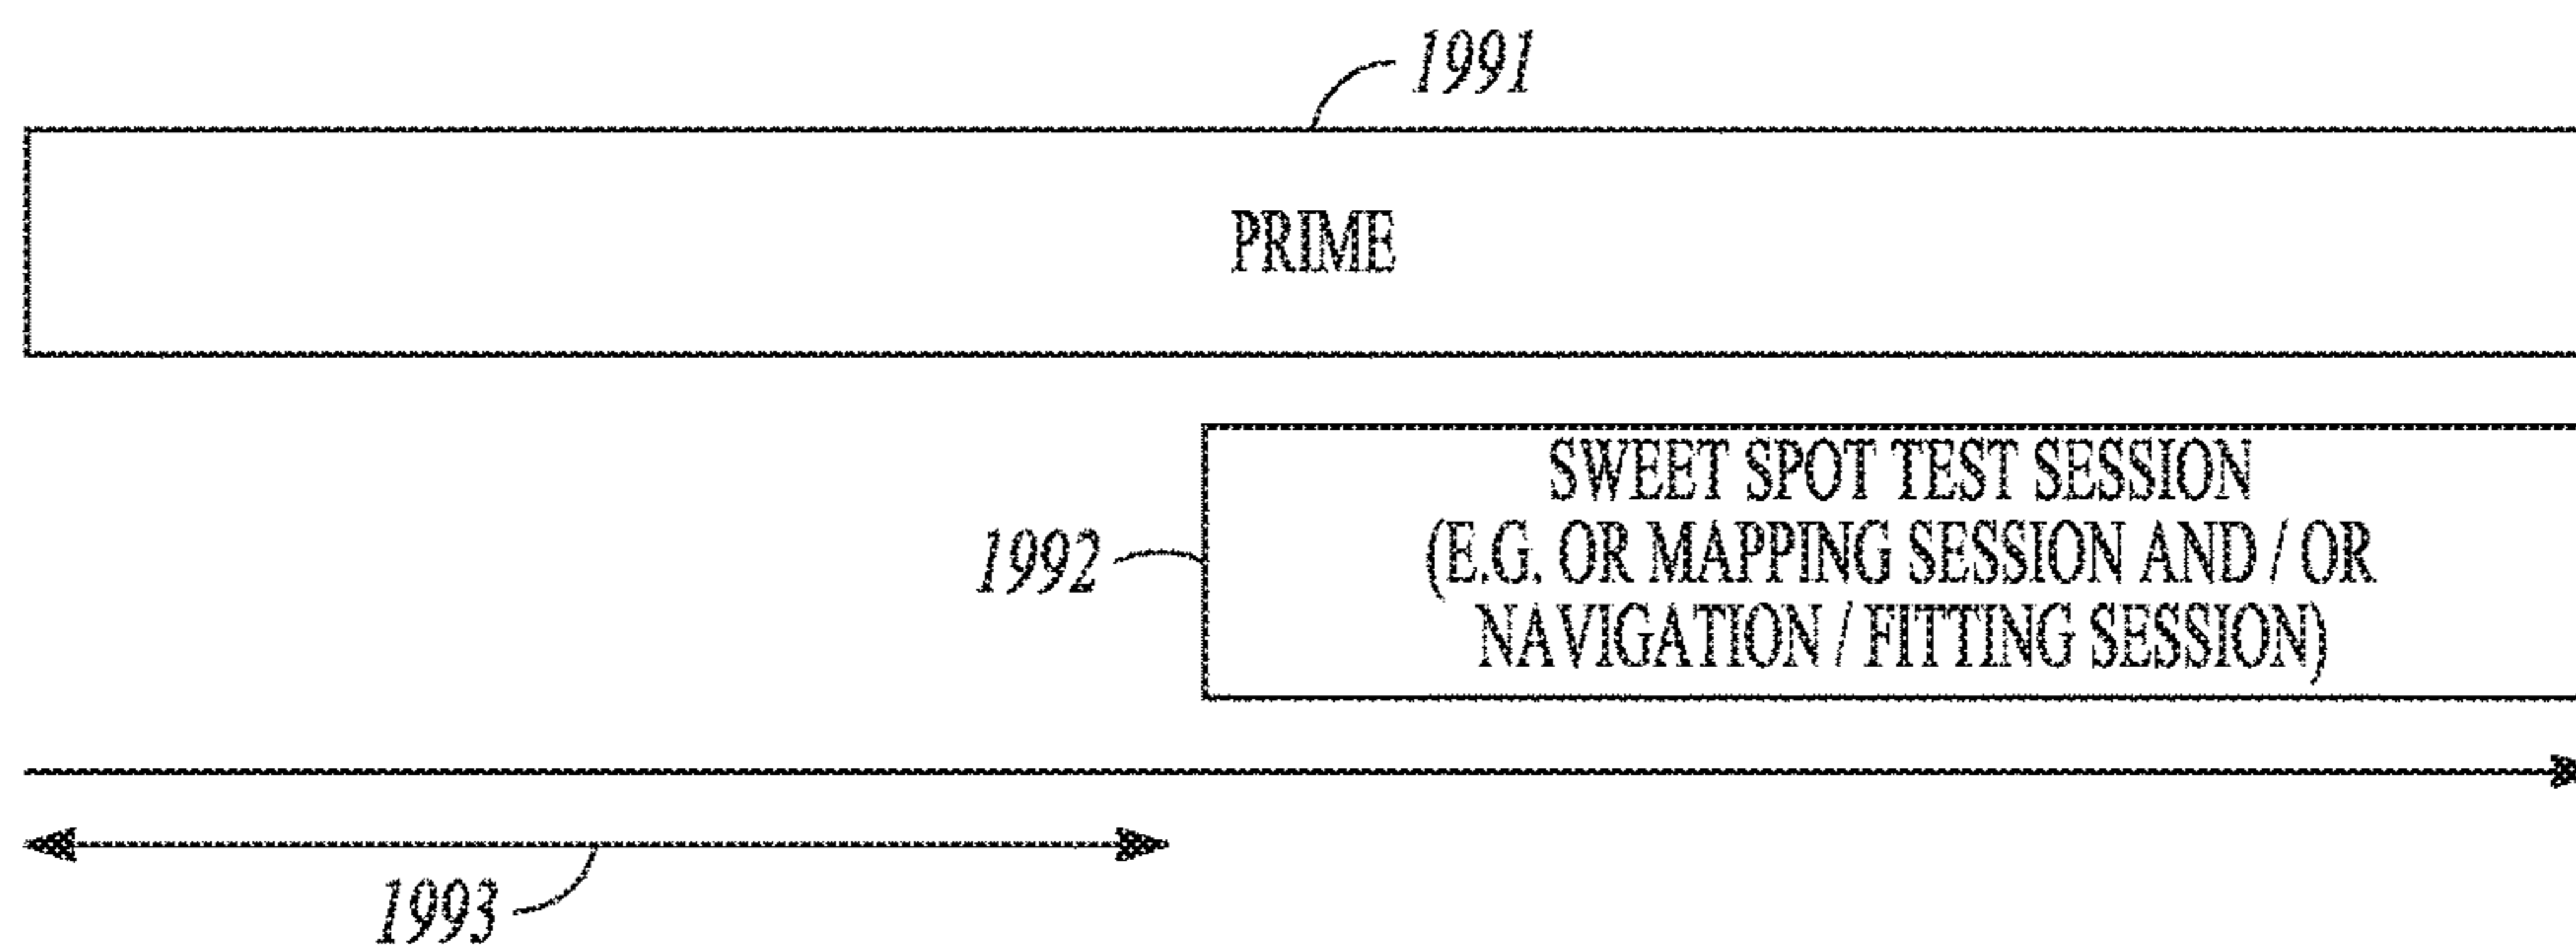 1991
PRIME
SWEET SPOT TEST SESSION
(E.G. OR MAPPING SESSION AND / OR
NAVIGATION / FITTING SESSION)
1992
1993